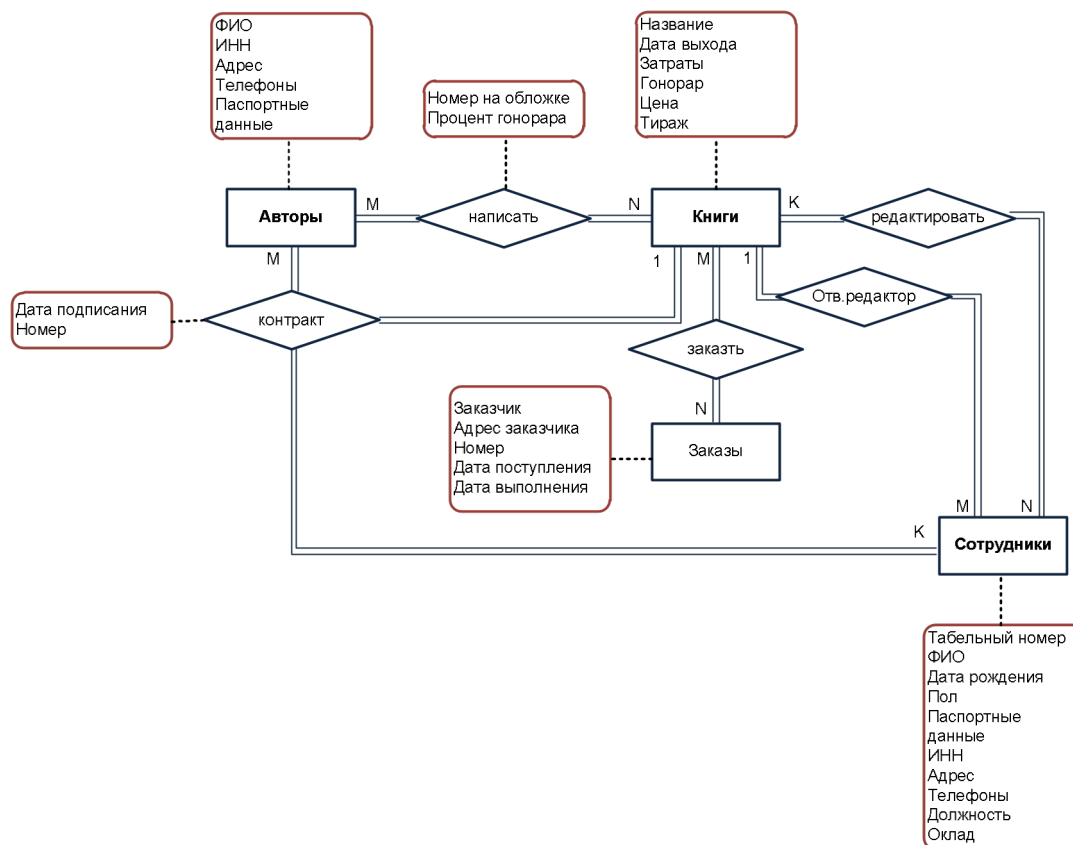 ФИО
ИНН
Адрес
Телефоны
Паспортные
данные
Номер на обложке
Процент гонорара
Название
Дата выхода
Затраты
Гонорар
Цена
Тираж
Авторы
M
написать
N
Книги
K
редактировать
M
1
M
1
Отв.редактор
Дата подписания
Номер
контракт
заказть
Заказчик
Адрес заказчика
Номер
Дата поступления
Дата выполнения
N
Заказы
M
N
K
Сотрудники
Табельный номер
ФИО
Дата рождения
Пол
Паспортные
данные
ИНН
Адрес
Телефоны
Должность
Оклад